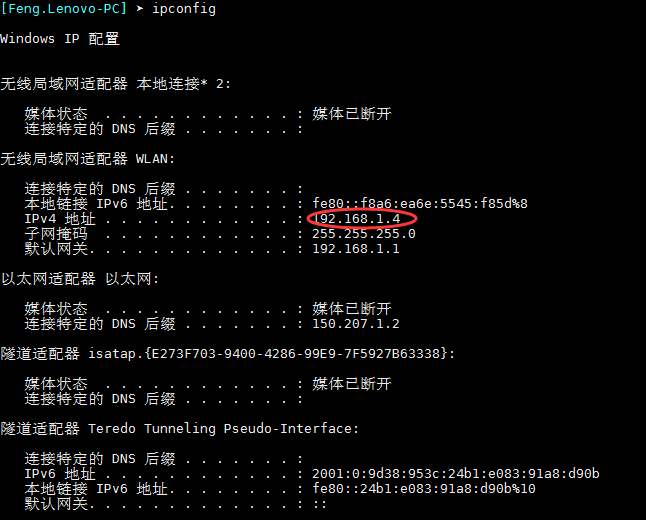 [Feng.Lenovo-PC] ➤ ipconfig
Windows IP 配置
无线局域网适配器 本地连接* 2:
媒体状态 . . . . . . . . . . . . : 媒体已断开
连接特定的 DNS 后缀 . . . . . . . :
无线局域网适配器 WLAN:
连接特定的 DNS 后缀 . . . . . . . :
本地链接 IPv6 地址. . . . . . . . : fe80::f8a6:ea6e:5545:f85d%8
IPv4 地址 . . . . . . . . . . . . : 192.168.1.4
子网掩码 . . . . . . . . . . . . : 255.255.255.0
默认网关. . . . . . . . . . . . . : 192.168.1.1
以太网适配器 以太网:
媒体状态 . . . . . . . . . . . . : 媒体已断开
连接特定的 DNS 后缀 . . . . . . . : 150.207.1.2
隧道适配器 isatap.{E273F703-9400-4286-99E9-7F5927B63338}:
媒体状态 . . . . . . . . . . . . : 媒体已断开
连接特定的 DNS 后缀 . . . . . . . :
隧道适配器 Teredo Tunneling Pseudo-Interface:
连接特定的 DNS 后缀 . . . . . . . :
IPv6 地址 . . . . . . . . . . . . : 2001:0:9d38:953c:24b1:e083:91a8:d90b
本地链接 IPv6 地址. . . . . . . . : fe80::24b1:e083:91a8:d90b%10
默认网关. . . . . . . . . . . . . : ::